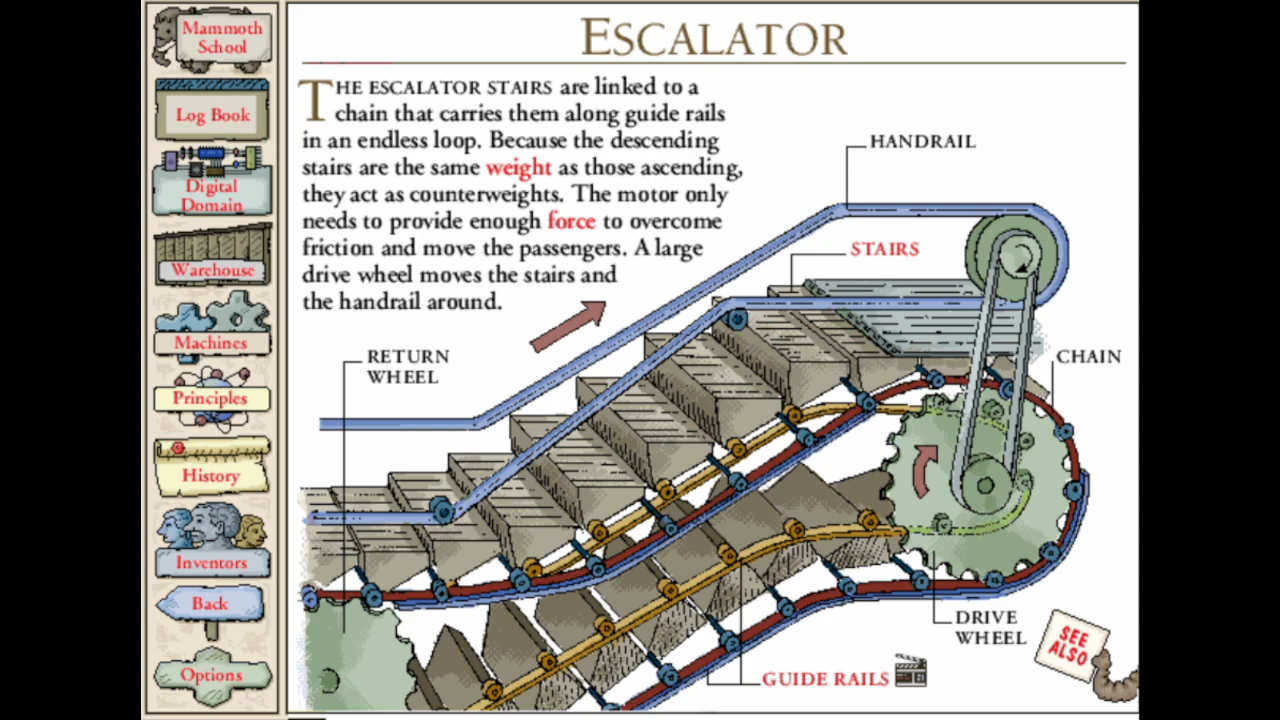 Mammoth
School
Log Book
Digital
Domain
Warehouse
Machines
Principles
History
Inventors
Back
Options
ESCALATOR
THE ESCALATOR STAIRS are linked to a
chain that carries them along guide rails
in an endless loop. Because the descending
stairs are the same weight as those ascending,
they act as counterweights. The motor only
needs to provide enough force to overcome
friction and move the passengers. A large
drive wheel moves the stairs and
the handrail around.
HANDRAIL
STAIRS
RETURN
WHEEL
CHAIN
DRIVE
WHEEL
GUIDE RAILS
SEE
ALSO